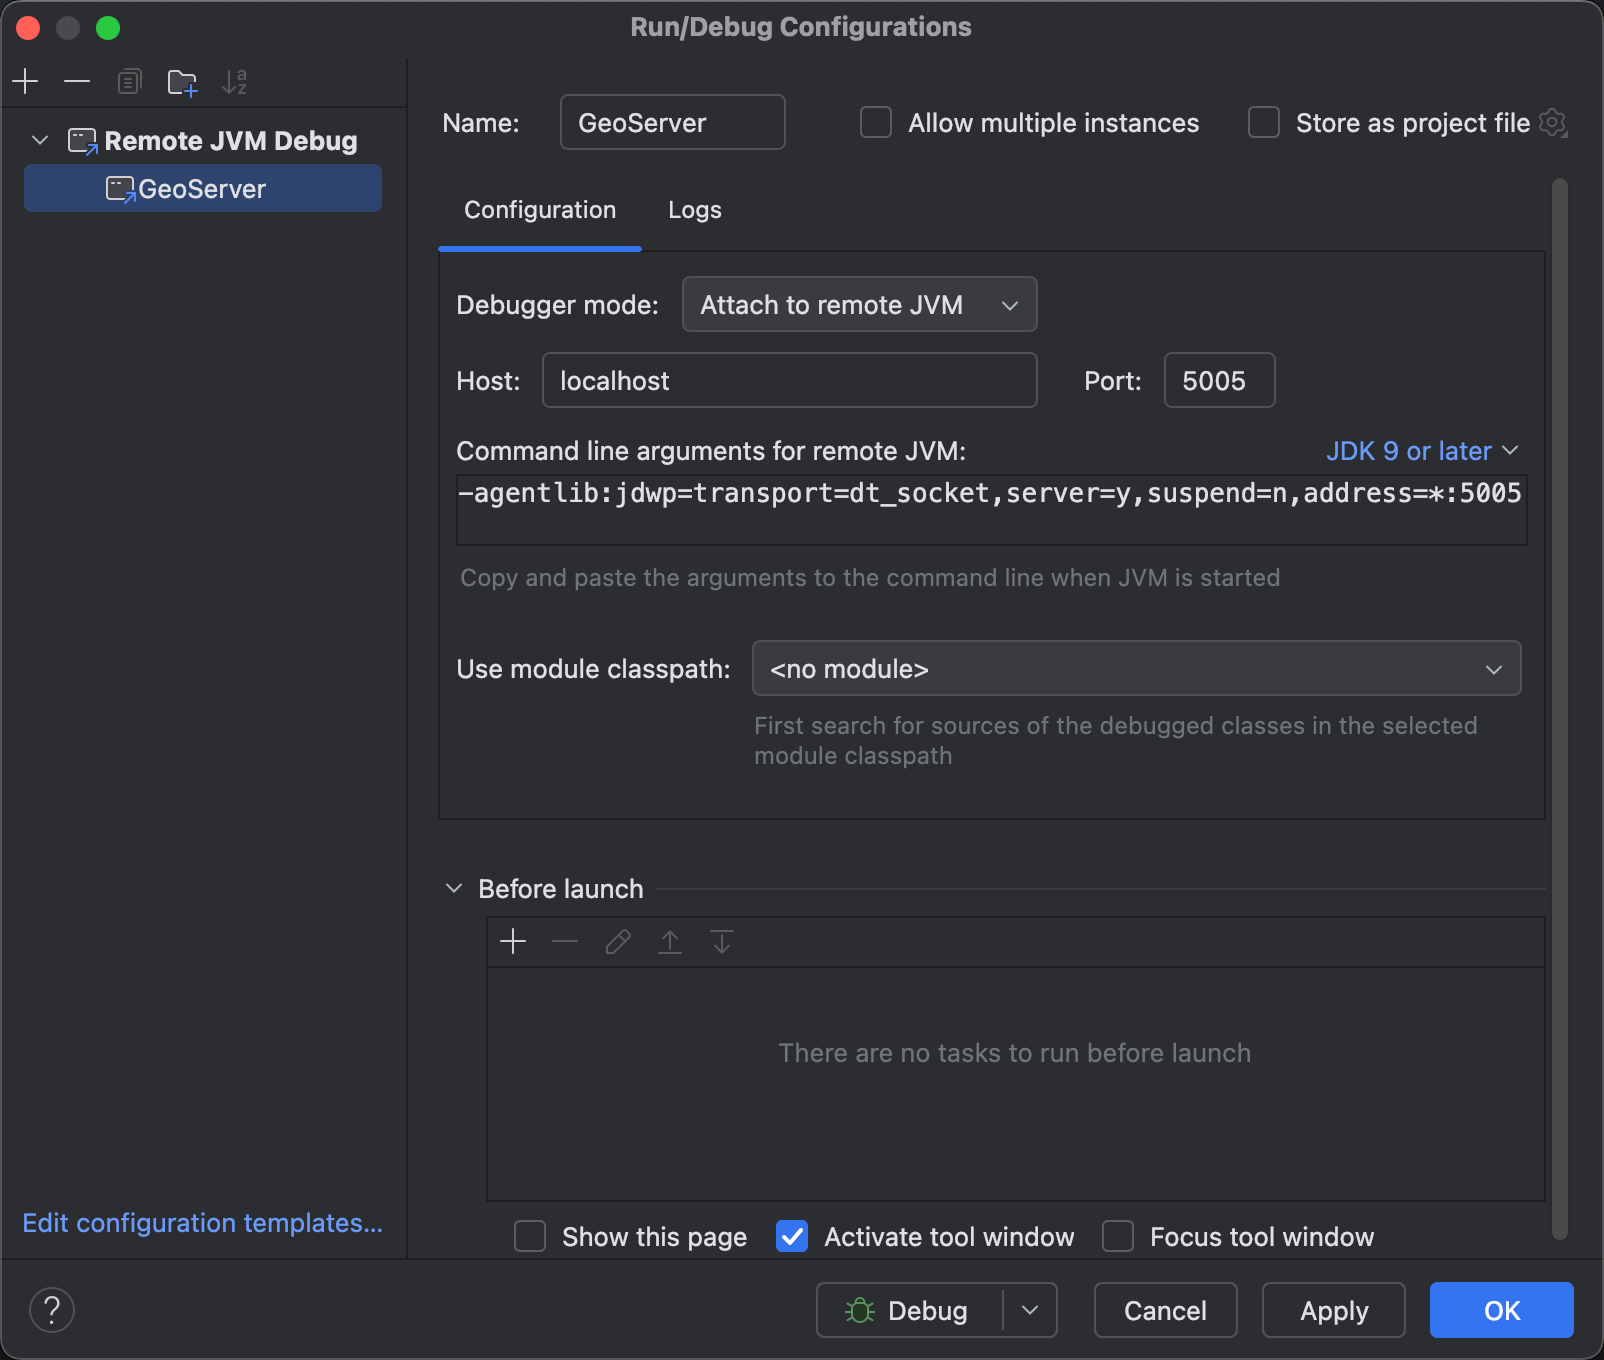 Run/Debug Configurations
Remote JVM Debug
GeoServer
Edit configuration templates...
Name:
GeoServer
Allow multiple instances
Store as project file
Configuration
Logs
Debugger mode:
Attach to remote JVM
Host:
localhost
Port:
5005
Command line arguments for remote JVM:
JDK 9 or later
-agentlib:jdwp=transport=dt_socket,server=y,suspend=n,address=*:5005
Copy and paste the arguments to the command line when JVM is started
Use module classpath:
<no module>
First search for sources of the debugged classes in the selected
module classpath
Before launch
There are no tasks to run before launch
Show this page
Activate tool window
Focus tool window
?
Debug
Cancel
Apply
OK